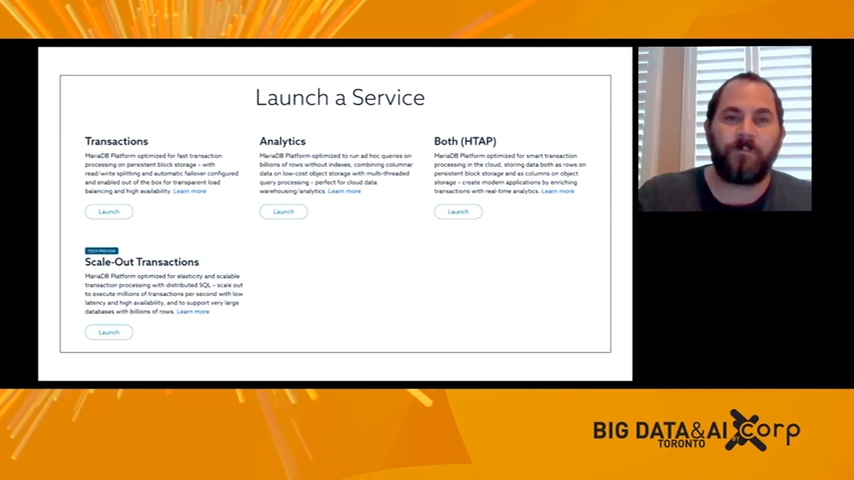 Launch a Service
Transactions
MariaDB Platform optimized for fast transaction
processing on persistent block storage – with
read/write splitting and automatic failover configured
and enabled out of the box for transparent load
balancing and high availability. Learn more
Launch
Analytics
MariaDB Platform optimized to run ad hoc queries on
billions of rows without indexes, combining columnar
data on low-cost object storage with multi-threaded
query processing – perfect for cloud data
warehousing/analytics. Learn more
Launch
Both (HTAP)
MariaDB Platform optimized for smart transaction
processing in the cloud, storing data both as rows on
persistent block storage and as columns on object
storage – create modern applications by enriching
transactions with real-time analytics. Learn more
Launch
TECH PREVIEW
Scale-Out Transactions
MariaDB Platform optimized for elasticity and scalable
transaction processing with distributed SQL – scale out
to execute millions of transactions per second with low
latency and high availability, and to support very large
databases with billions of rows. Learn more
Launch
BIG DATA&AI
TORONTO
BY
corp